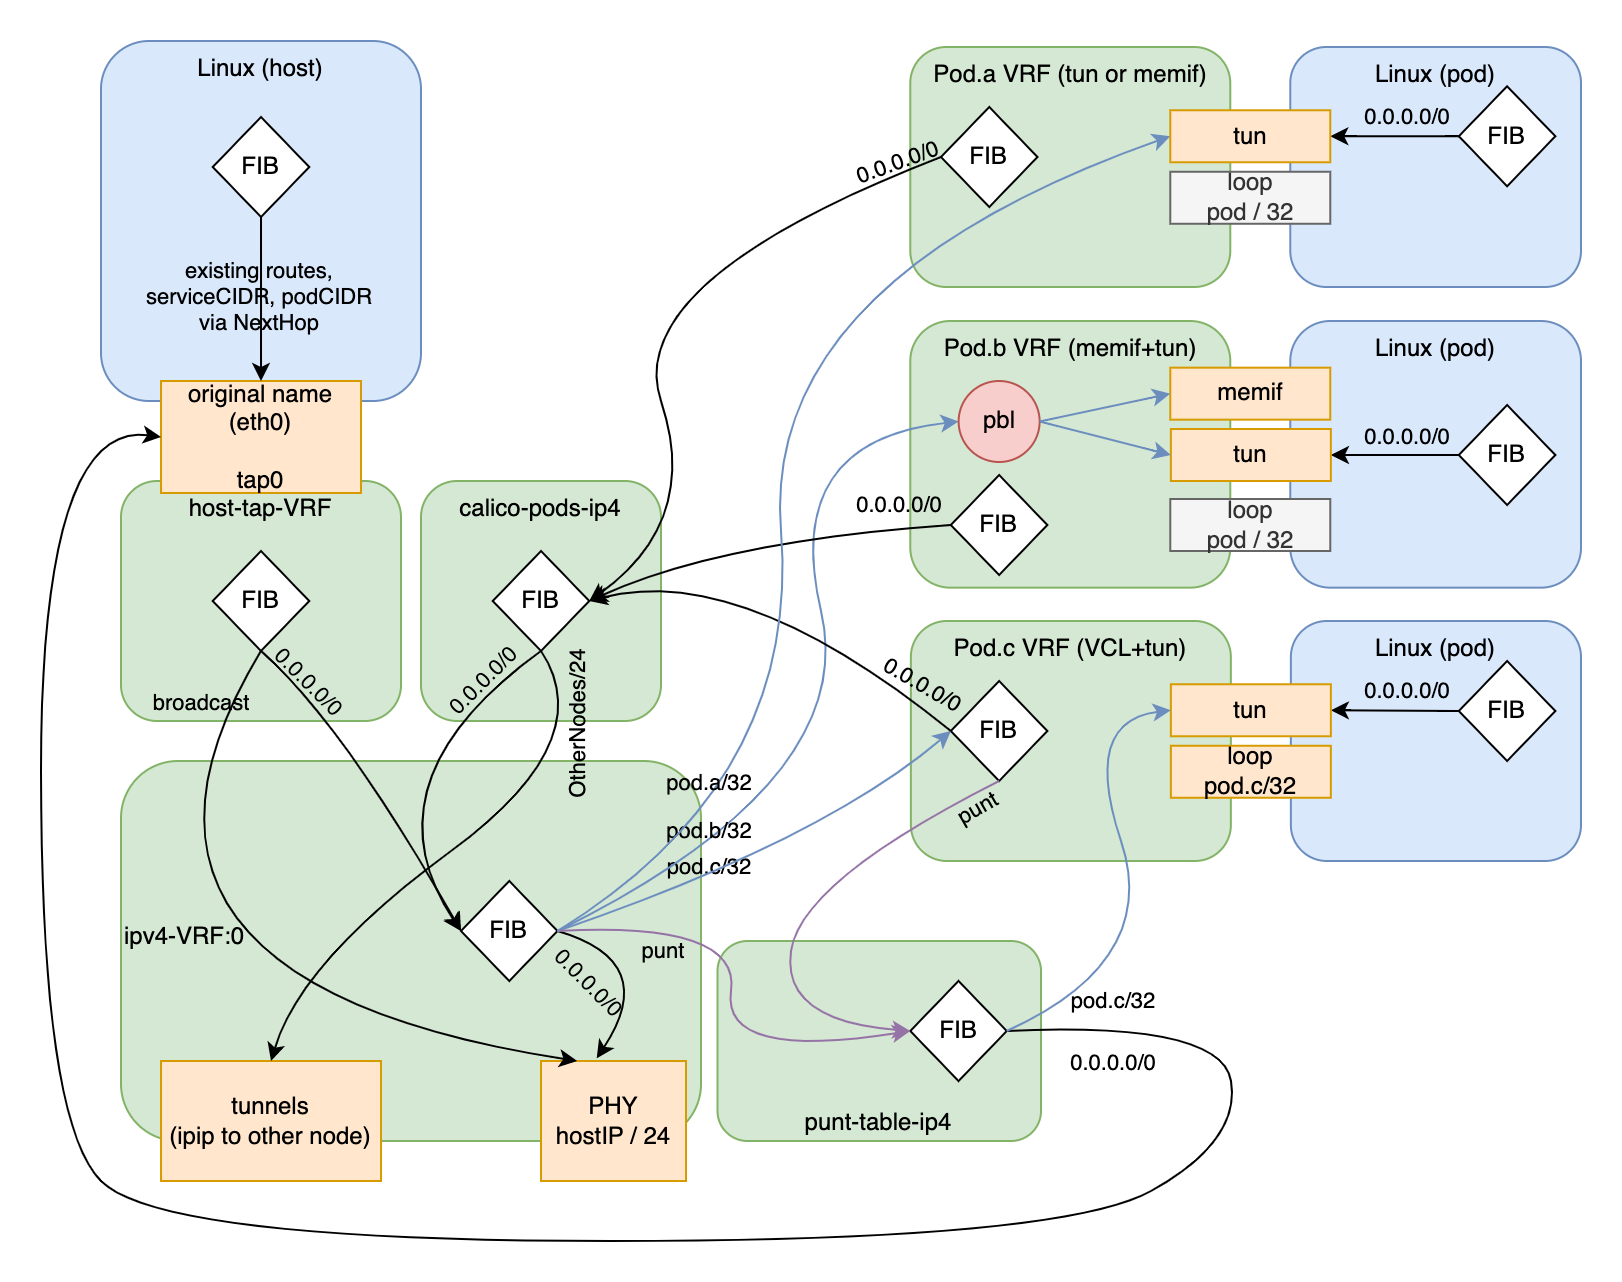 Linux (host)
FIB
existing routes,
serviceCIDR, podCIDR
via NextHop
original name
(eth0)
tap0
host-tap-VRF
FIB
0.0.0.0/0
broadcast
calico-pods-ip4
FIB
0.0.0.0/0
OtherNodes/24
ipv4-VRF:0
FIB
pod.a/32
pod.b/32
pod.c/32
punt
0.0.0.0/0
tunnels
(ipip to other node)
PHY
hostIP / 24
Pod.a VRF (tun or memif)
FIB
0.0.0.0/0
tun
loop
pod / 32
Linux (pod)
0.0.0.0/0
FIB
Pod.b VRF (memif+tun)
pbl
memif
tun
0.0.0.0/0
FIB
loop
pod / 32
Linux (pod)
0.0.0.0/0
FIB
Pod.c VRF (VCL+tun)
0.0.0.0/0
FIB
punt
tun
loop
pod.c/32
Linux (pod)
0.0.0.0/0
FIB
FIB
pod.c/32
0.0.0.0/0
punt-table-ip4